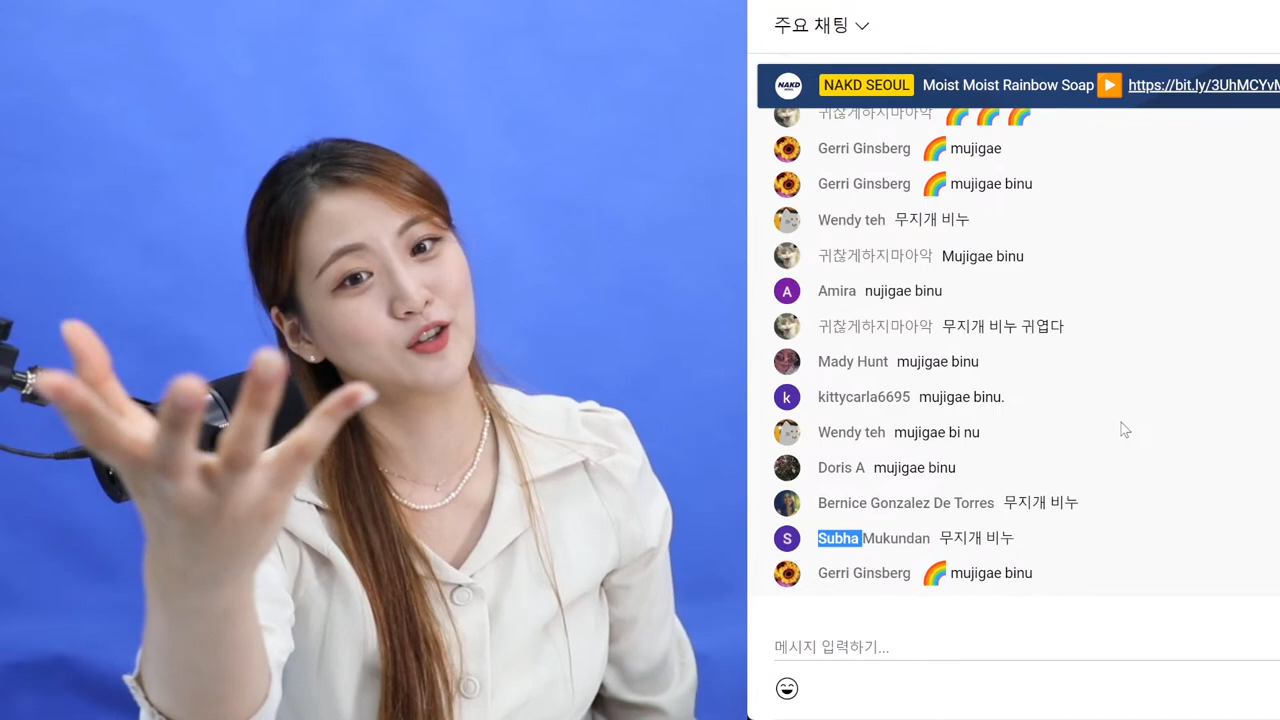 주요 채팅
NAKD SEOUL Moist Moist Rainbow Soap ▶️ https://bit.ly/3UhMCYvM
귀찮게하지마아악 🌈 🌈 🌈
Gerri Ginsberg 🌈 mujigae
Gerri Ginsberg 🌈 mujigae binu
Wendy teh 무지개 비누
귀찮게하지마아악 Mujigae binu
A Amira nujigae binu
귀찮게하지마아악 무지개 비누 귀엽다
Mady Hunt mujigae binu
k kittycarla6695 mujigae binu.
Wendy teh mujigae bi nu
Doris A mujigae binu
Bernice Gonzalez De Torres 무지개 비누
S Subha Mukundan 무지개 비누
Gerri Ginsberg 🌈 mujigae binu
메시지 입력하기...